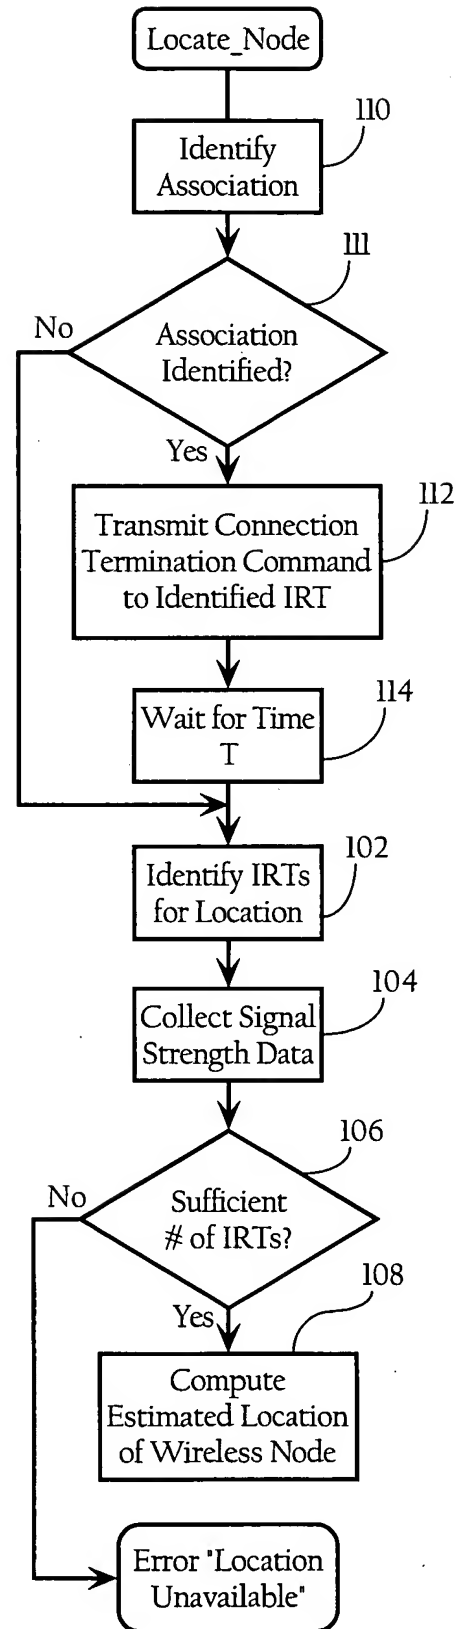 Locate_Node
110
Identify
Association
111
No
Association
Identified?
Yes
112
Transmit Connection
Termination Command
to Identified IRT
114
Wait for Time
T
102
Identify IRTs
for Location
104
Collect Signal
Strength Data
106
No
Sufficient
# of IRTs?
Yes
108
Compute
Estimated Location
of Wireless Node
Error "Location
Unavailable"